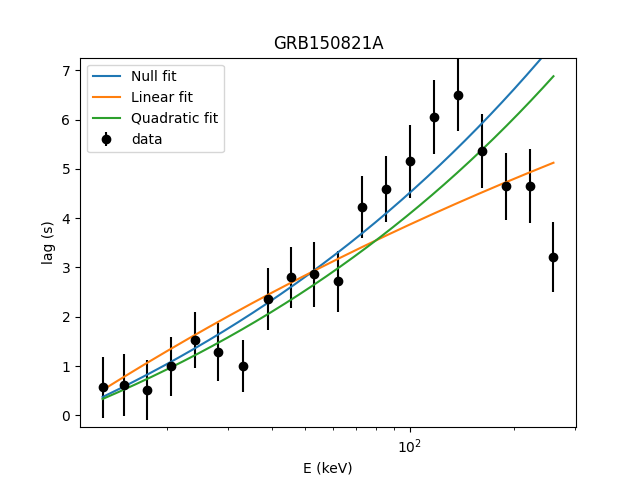 GRB150821A
Null fit
Linear fit
Quadratic fit
data
7
6
5
4
3
2
1
0
lag (s)
10²
E (keV)